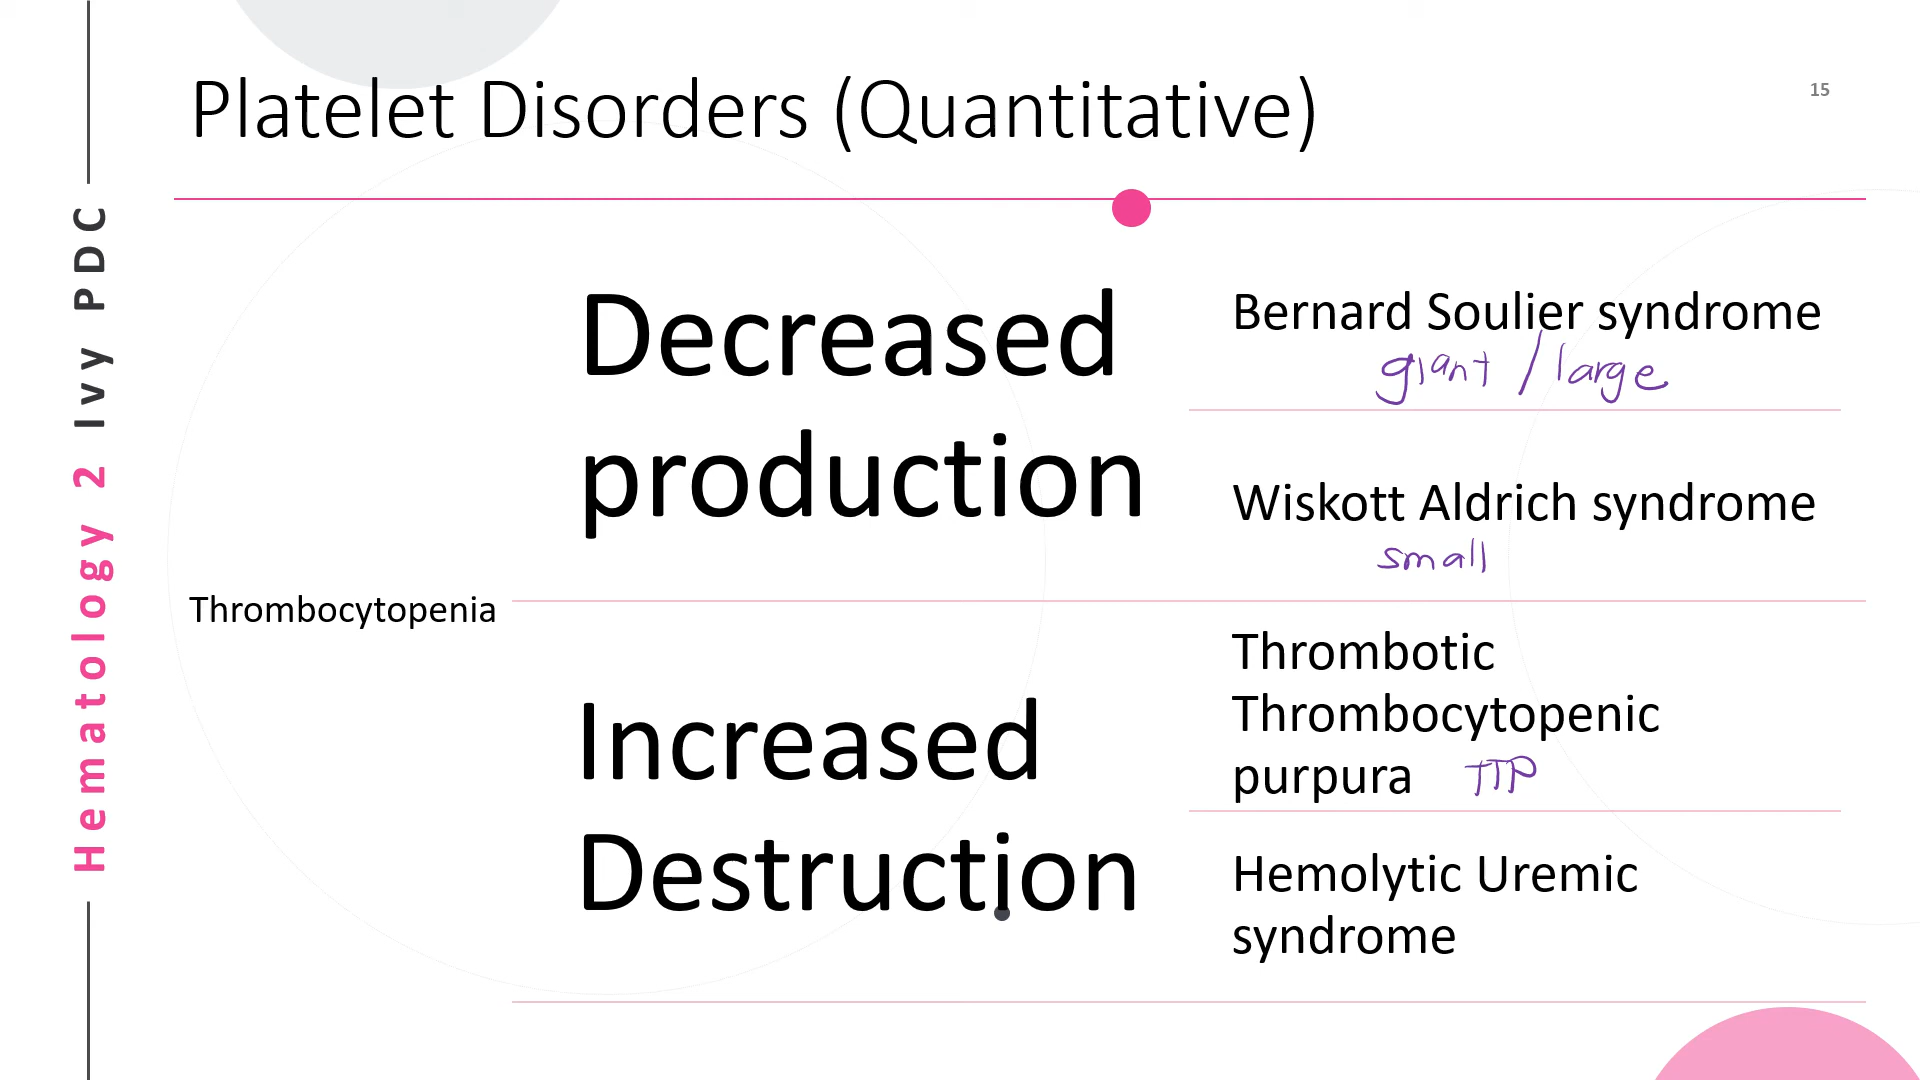 Platelet Disorders (Quantitative)
15
Hematology 2 Ivy PDC
Thrombocytopenia
Decreased
production
Bernard Soulier syndrome
giant / large
Wiskott Aldrich syndrome
small
Increased
Destruction
Thrombotic
Thrombocytopenic
purpura TTP
Hemolytic Uremic
syndrome